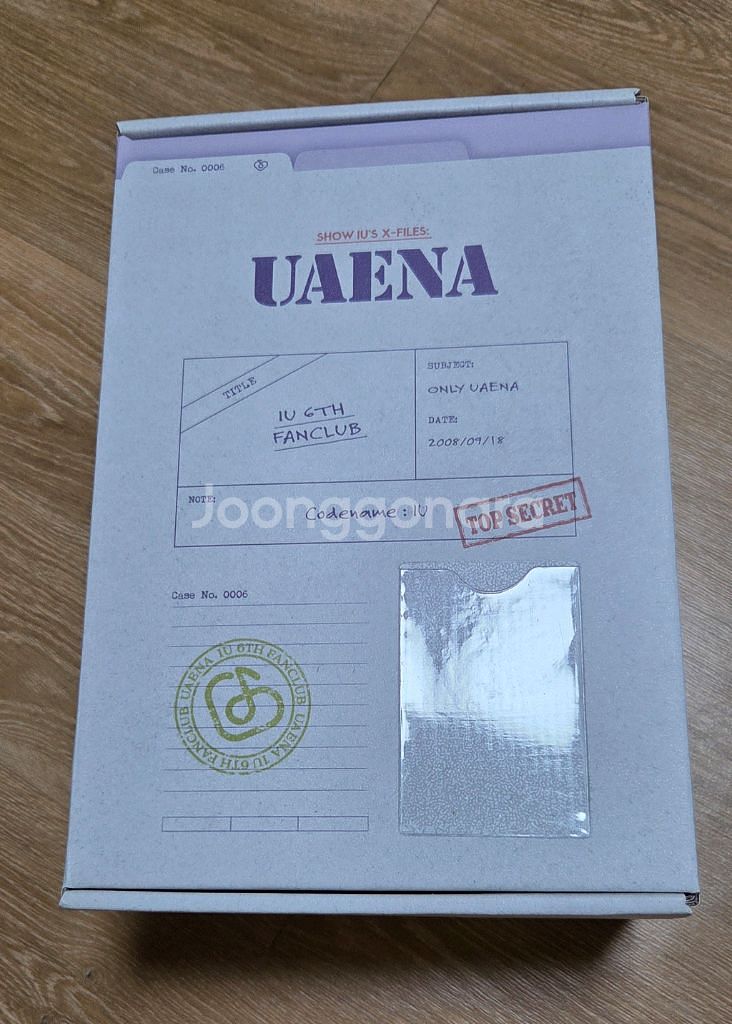 Case No. 0006
SHOW IU'S X-FILES:
UAENA
TITLE
IU 6TH
FANCLUB
SUBJECT:
ONLY UAENA
DATE:
2008/09/18
NOTE:
Codename : IU
TOP SECRET
Joonggonara
Case No. 0006
UAENA IU 6TH FANCLUB UAENA IU 6TH FANCLUB